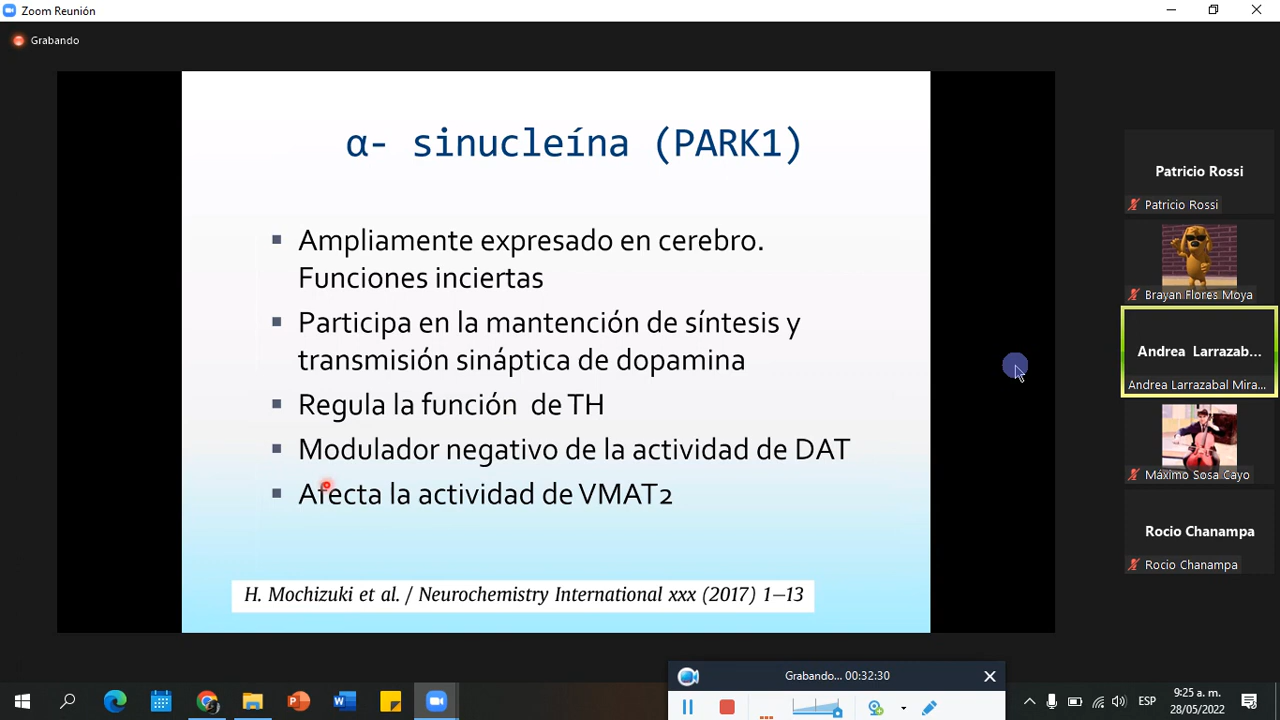 Zoom Reunión
Grabando
α- sinucleína (PARK1)
Ampliamente expresado en cerebro.
Funciones inciertas
Participa en la mantención de síntesis y
transmisión sináptica de dopamina
Regula la función de TH
Modulador negativo de la actividad de DAT
Afecta la actividad de VMAT2
H. Mochizuki et al. / Neurochemistry International xxx (2017) 1–13
Patricio Rossi
Patricio Rossi
Brayan Flores Moya
Andrea Larrazab...
Andrea Larrazabal Mira...
Máximo Sosa Cayo
Rocio Chanampa
Rocio Chanampa
Grabando... 00:32:30
ESP
9:25 a. m.
28/05/2022